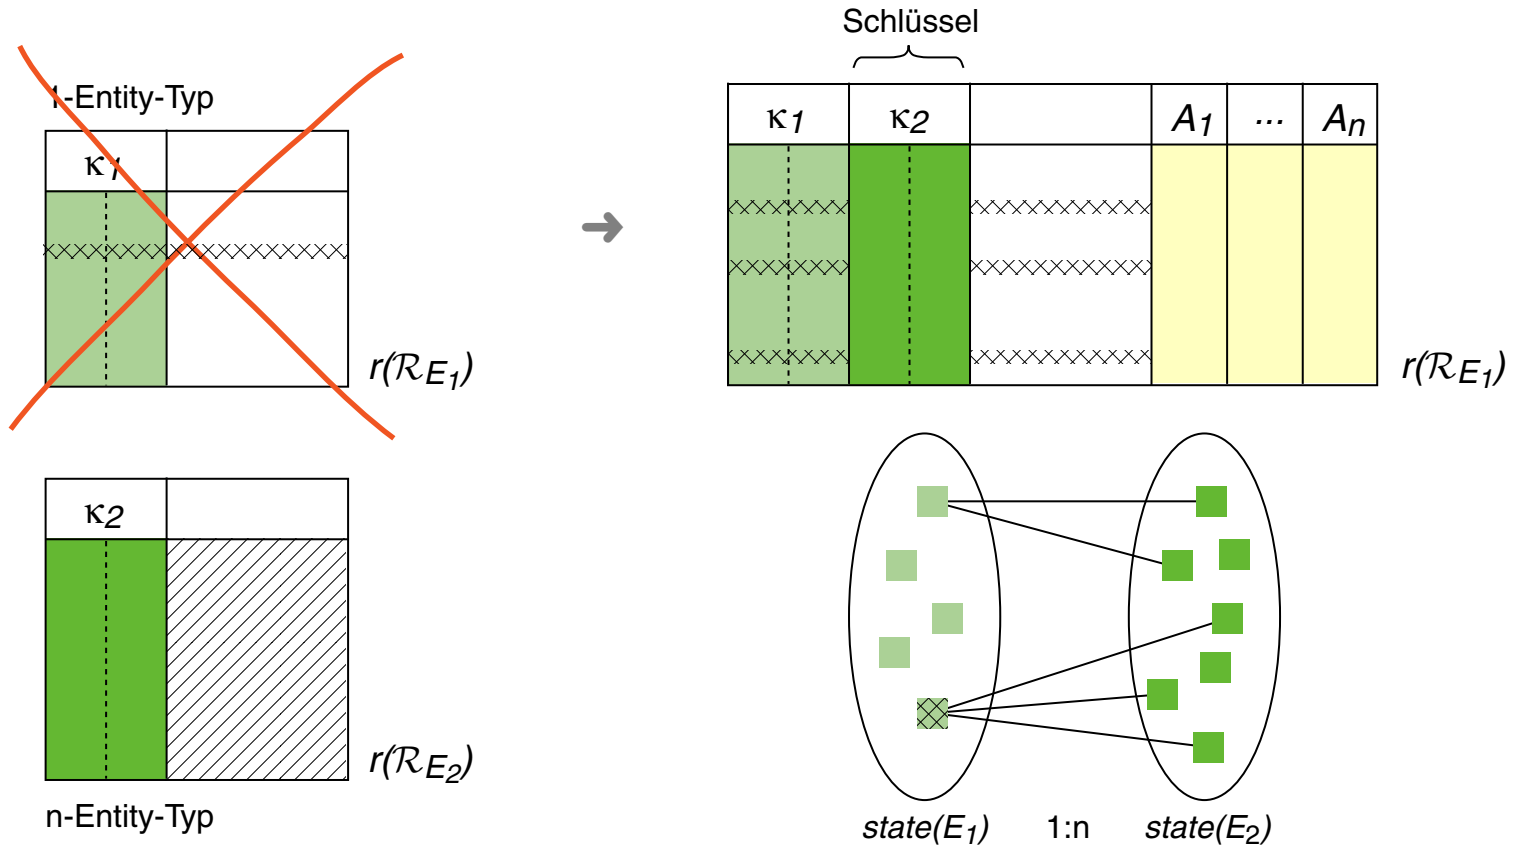 Schlüssel
1-Entity-Typ
κ1
κ1 κ2 A1 ... An
r(ℛE1)
r(ℛE1)
κ2
r(ℛE2)
n-Entity-Typ
state(E1) 1:n state(E2)